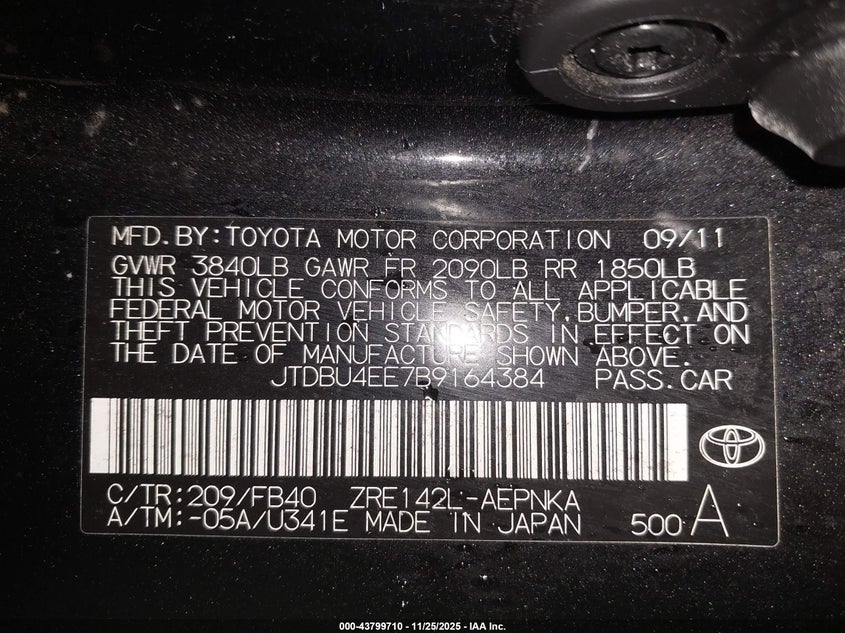 MFD.BY:TOYOTA MOTOR CORPORATION 09/11
GVWR 3840LB GAWR FR 2090LB RR 1850LB
THIS VEHICLE CONFORMS TO ALL APPLICABLE
FEDERAL MOTOR VEHICLE SAFETY, BUMPER, AND
THEFT PREVENTION STANDARDS IN EFFECT ON
THE DATE OF MANUFACTURE SHOWN ABOVE.
JTDBU4EE7B9164384 PASS.CAR
C/TR:209/FB40 ZRE142L-AEPNKA
A/TM:-05A/U341E MADE IN JAPAN 500 A
000-43799710 - 11/25/2025 - IAA Inc.